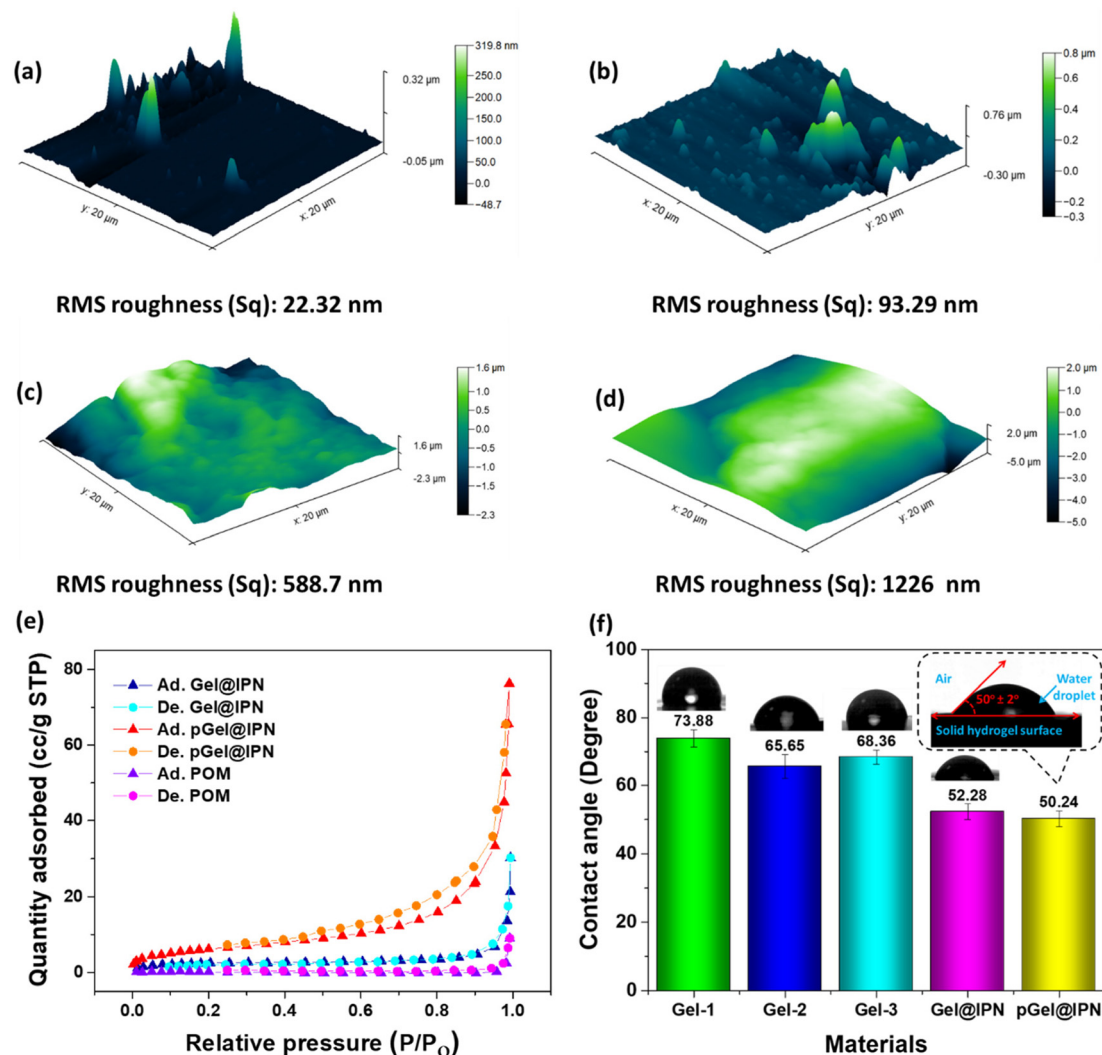 (a)
319.8 nm
250.0
200.0
150.0
100.0
50.0
0.0
−48.7
0.32 µm
-0.05 µm
y: 20 µm
x: 20 µm
RMS roughness (Sq): 22.32 nm
(b)
0.8 µm
0.6
0.4
0.2
0.0
−0.2
−0.3
0.76 µm
-0.30 µm
x: 20 µm
y: 20 µm
RMS roughness (Sq): 93.29 nm
(c)
1.6 µm
1.0
0.5
0.0
−0.5
−1.0
−1.5
−2.3
1.6 µm
-2.3 µm
y: 20 µm
x: 20 µm
RMS roughness (Sq): 588.7 nm
(d)
2.0 µm
1.0
0.0
−1.0
−2.0
−3.0
−4.0
−5.0
2.0 µm
-5.0 µm
x: 20 µm
y: 20 µm
RMS roughness (Sq): 1226 nm
(e)
Quantity adsorbed (cc/g STP)
80
60
40
20
0
Ad. Gel@IPN
De. Gel@IPN
Ad. pGel@IPN
De. pGel@IPN
Ad. POM
De. POM
0.0 0.2 0.4 0.6 0.8 1.0
Relative pressure (P/PO)
(f)
Contact angle (Degree)
100
80
60
40
20
0
73.88
65.65
68.36
52.28
50.24
Air
Water
droplet
50° ± 2°
Solid hydrogel surface
Gel-1 Gel-2 Gel-3 Gel@IPN pGel@IPN
Materials